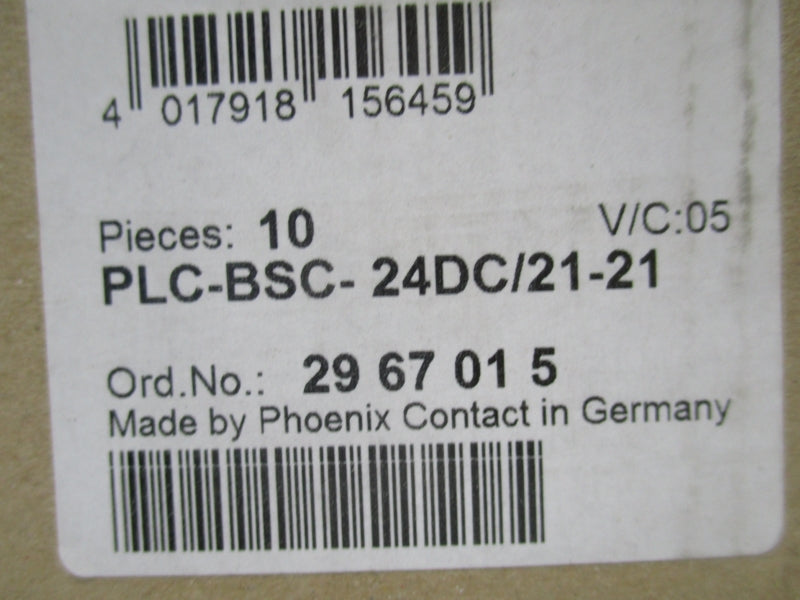 4 017918 156459
Pieces: 10 V/C:05
PLC-BSC- 24DC/21-21
Ord.No.: 29 67 01 5
Made by Phoenix Contact in Germany